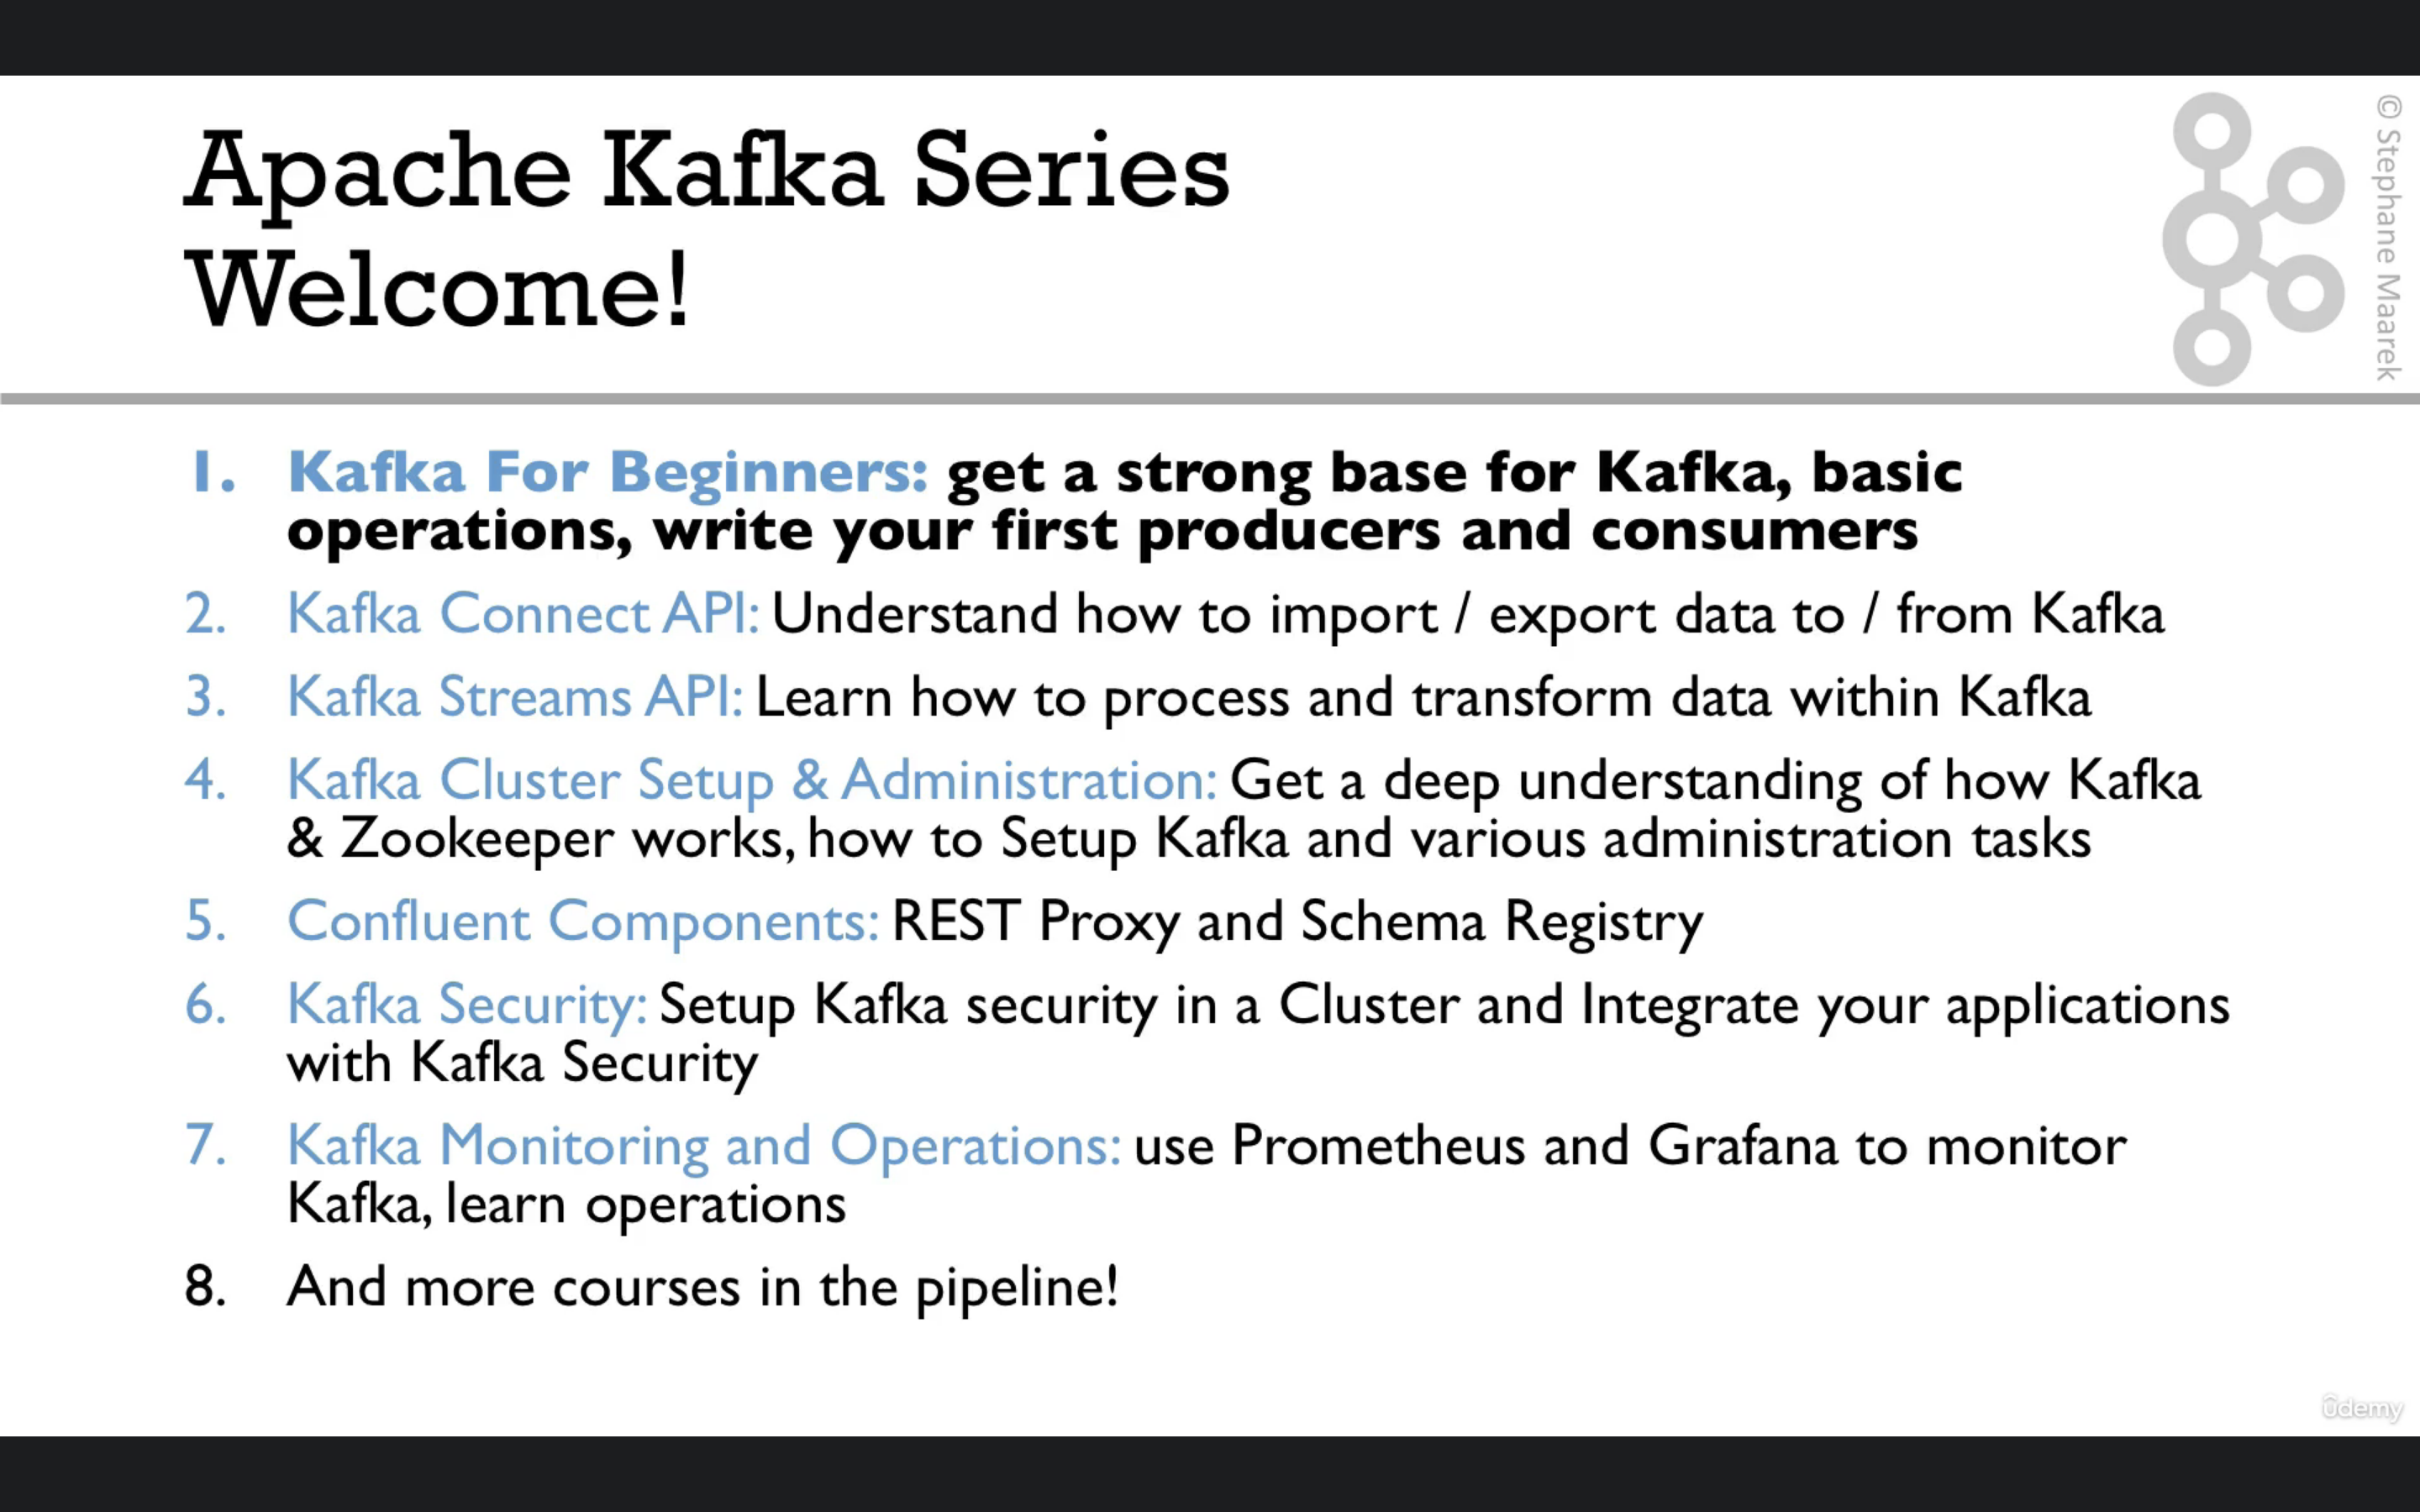 Apache Kafka Series
Welcome!
© Stephane Maarek
1. Kafka For Beginners: get a strong base for Kafka, basic
operations, write your first producers and consumers
2. Kafka Connect API: Understand how to import / export data to / from Kafka
3. Kafka Streams API: Learn how to process and transform data within Kafka
4. Kafka Cluster Setup & Administration: Get a deep understanding of how Kafka
& Zookeeper works, how to Setup Kafka and various administration tasks
5. Confluent Components: REST Proxy and Schema Registry
6. Kafka Security: Setup Kafka security in a Cluster and Integrate your applications
with Kafka Security
7. Kafka Monitoring and Operations: use Prometheus and Grafana to monitor
Kafka, learn operations
8. And more courses in the pipeline!
ûdemy